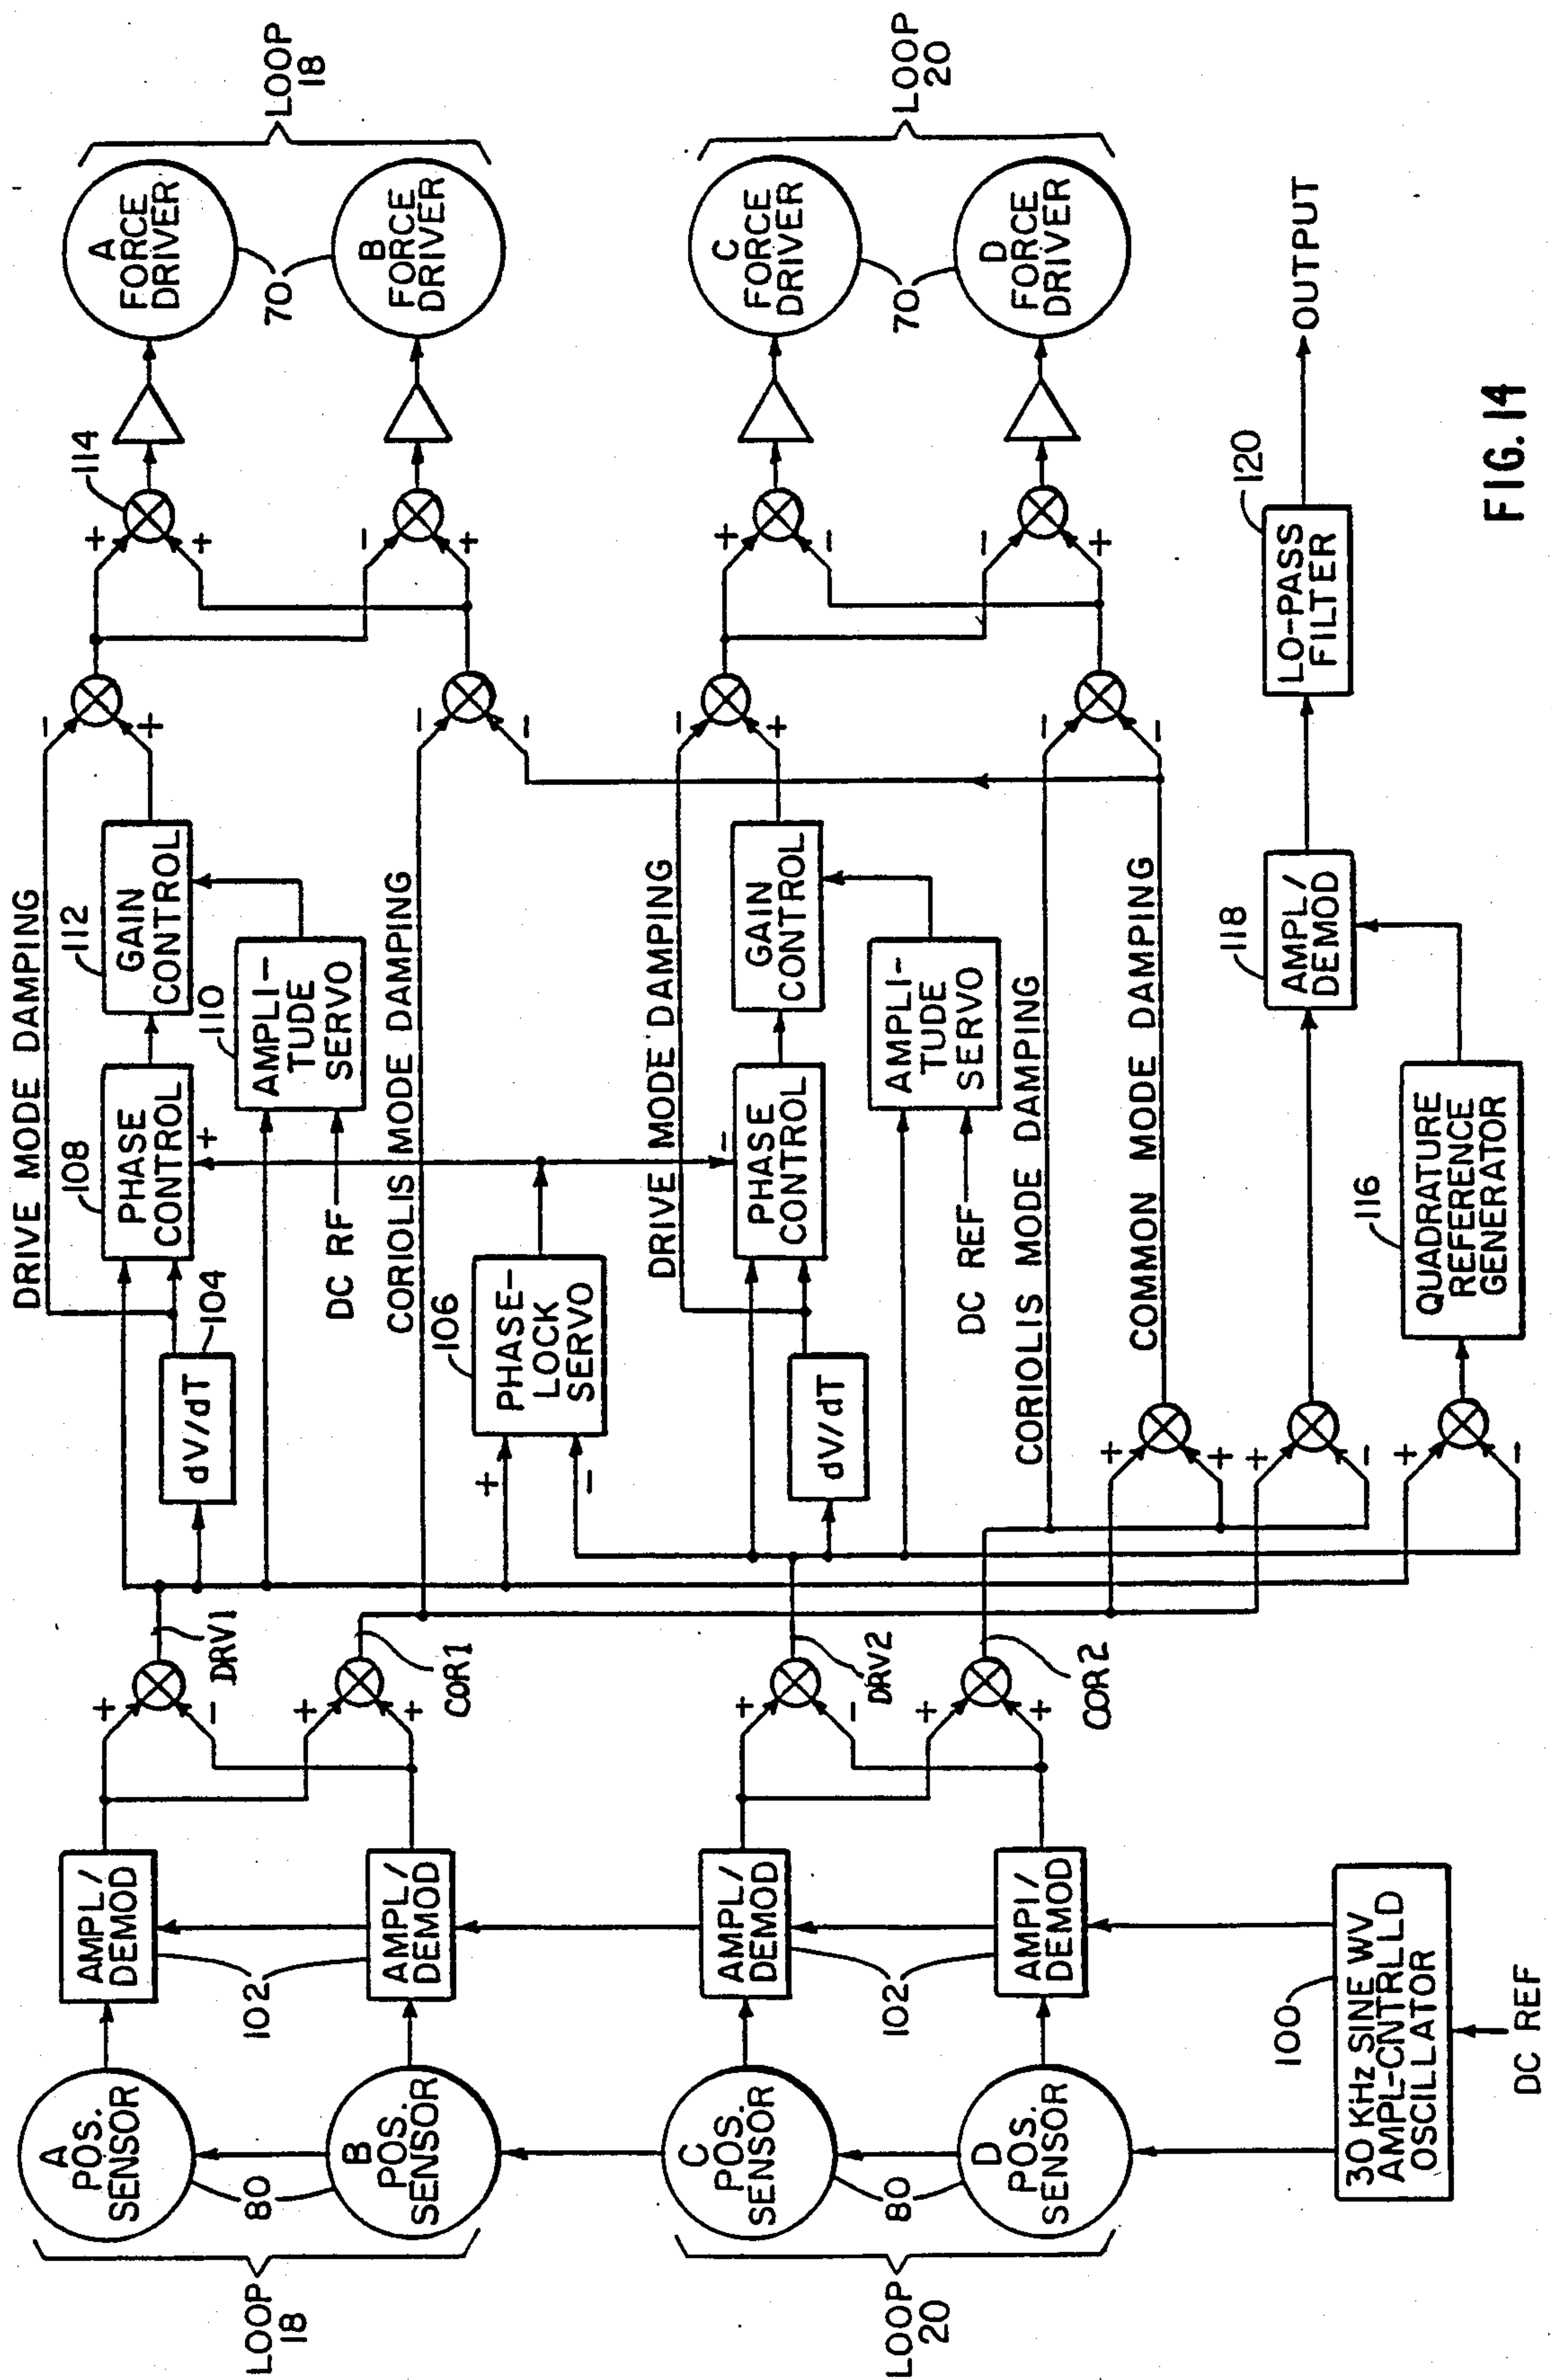 LOOP
18
A
POS.
SENSOR
80
B
POS.
SENSOR
AMPL/
DEMOD
102
AMPL/
DEMOD
+
-
DRV1
+
+
COR1
DRIVE MODE DAMPING
dV/dT
104
108
PHASE
CONTROL
+
112
GAIN
CONTROL
110
AMPLI-
TUDE
SERVO
DC RF
CORIOLIS MODE DAMPING
-
+
-
-
114
+
+
-
+
A
FORCE
DRIVER
70
B
FORCE
DRIVER
LOOP
18
106
PHASE-
LOCK
SERVO
+
-
LOOP
20
C
POS.
SENSOR
80
D
POS.
SENSOR
AMPL/
DEMOD
102
AMPI/
DEMOD
+
-
DRV2
+
+
COR2
DRIVE MODE DAMPING
dV/dT
PHASE
CONTROL
-
GAIN
CONTROL
AMPLI-
TUDE
SERVO
DC REF
CORIOLIS MODE DAMPING
-
+
-
-
+
-
-
+
C
FORCE
DRIVER
70
D
FORCE
DRIVER
LOOP
20
COMMON MODE DAMPING
+
+
+
-
118
AMPL/
DEMOD
120
LO-PASS
FILTER
OUTPUT
+
-
116
QUADRATURE
REFERENCE
GENERATOR
100
30 KHz SINE WV
AMPL-CNTRL LD
OSCILLATOR
DC REF
FIG. 14